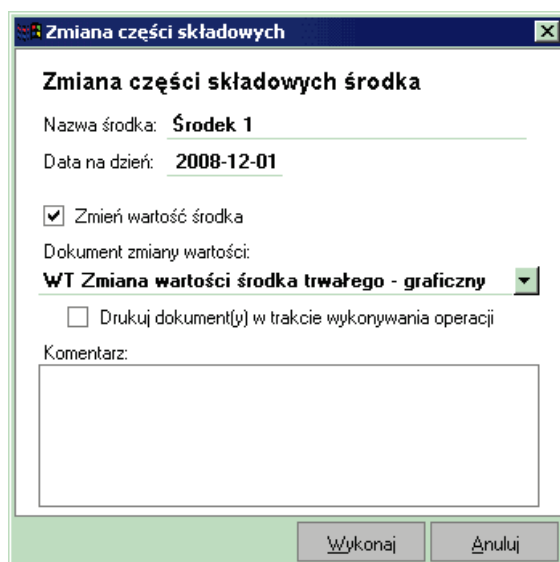 Zmiana części składowych
Zmiana części składowych środka
Nazwa środka: Środek 1
Data na dzień: 2008-12-01
Zmień wartość środka
Dokument zmiany wartości:
WT Zmiana wartości środka trwałego - graficzny
Drukuj dokument(y) w trakcie wykonywania operacji
Komentarz:
Wykonaj Anuluj